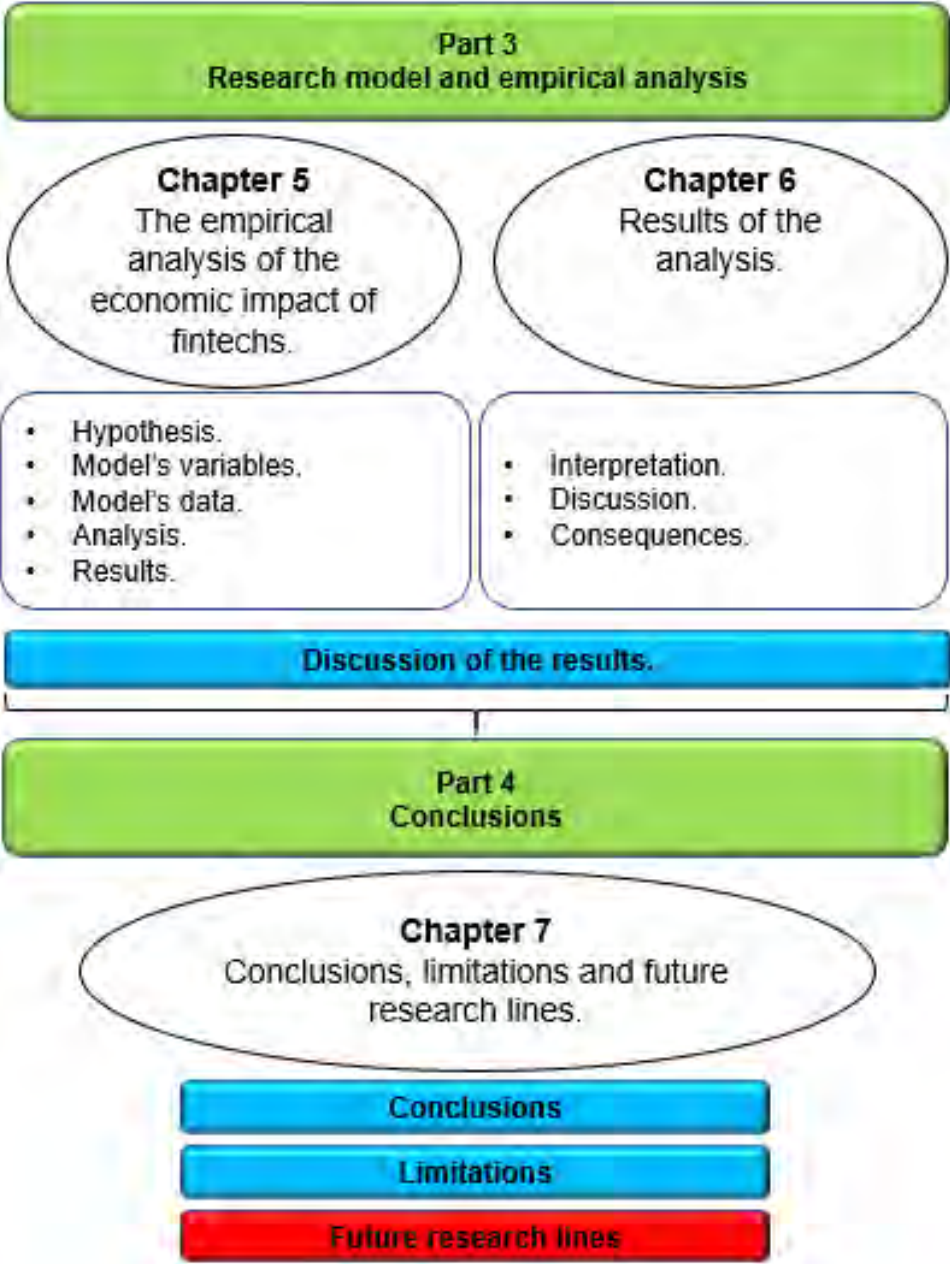 Part 3
Research model and empirical analysis
Chapter 5
The empirical
analysis of the
economic impact of
fintechs.
Chapter 6
Results of the
analysis.
• Hypothesis.
• Model's variables.
• Model's data.
• Analysis.
• Results.
• Interpretation.
• Discussion.
• Consequences.
Discussion of the results.
Part 4
Conclusions
Chapter 7
Conclusions, limitations and future
research lines.
Conclusions
Limitations
Future research lines